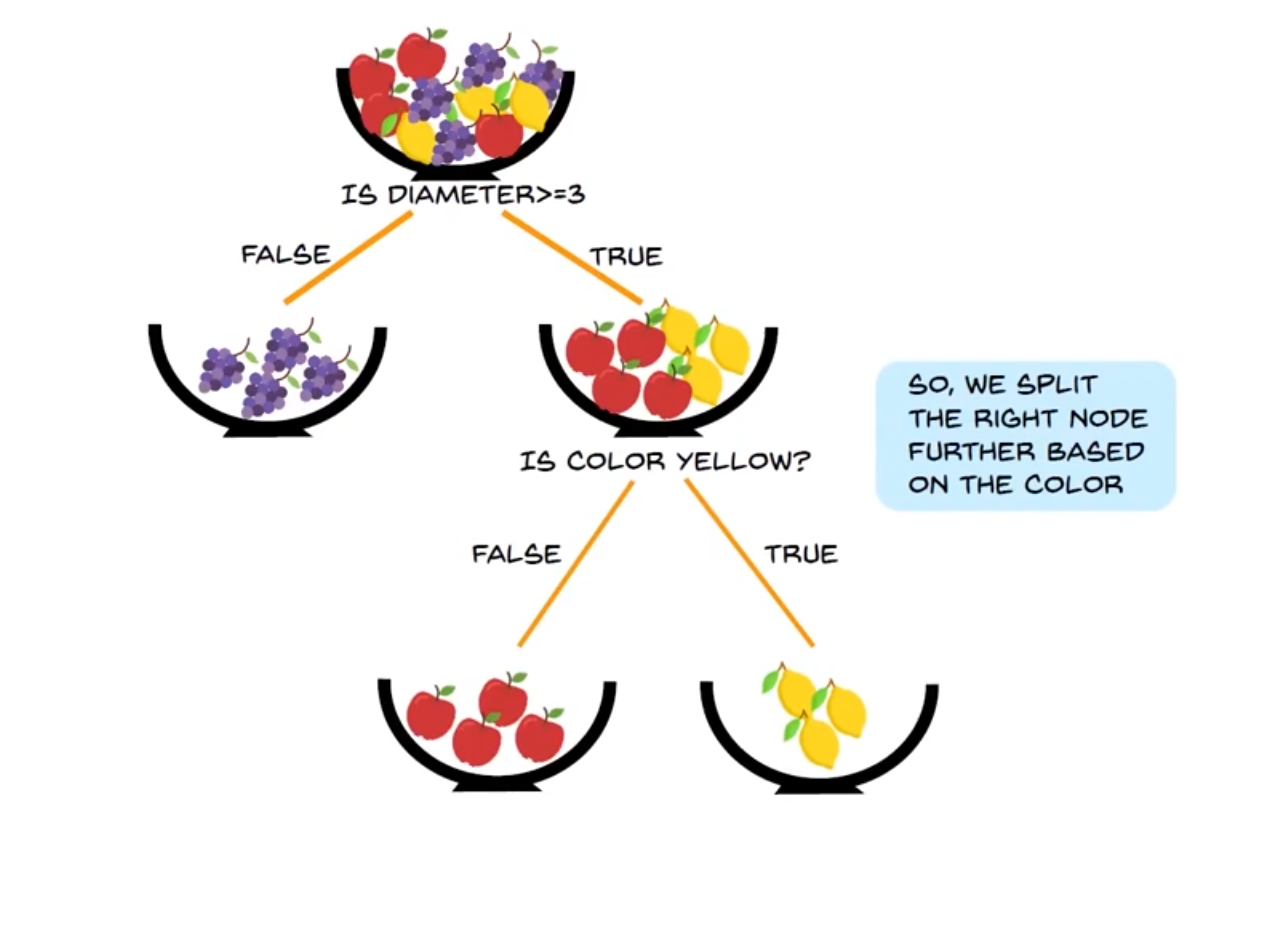 IS DIAMETER>=3
FALSE
TRUE
SO, WE SPLIT
THE RIGHT NODE
FURTHER BASED
ON THE COLOR
IS COLOR YELLOW?
FALSE
TRUE